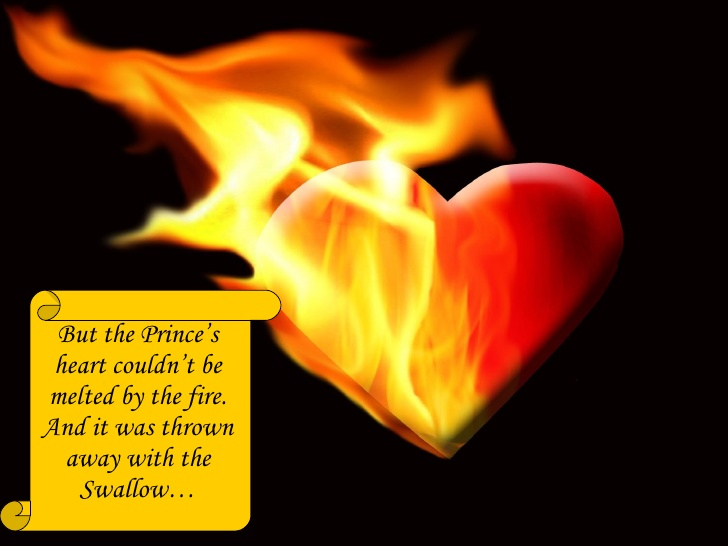 But the Prince’s
heart couldn’t be
melted by the fire.
And it was thrown
away with the
Swallow…